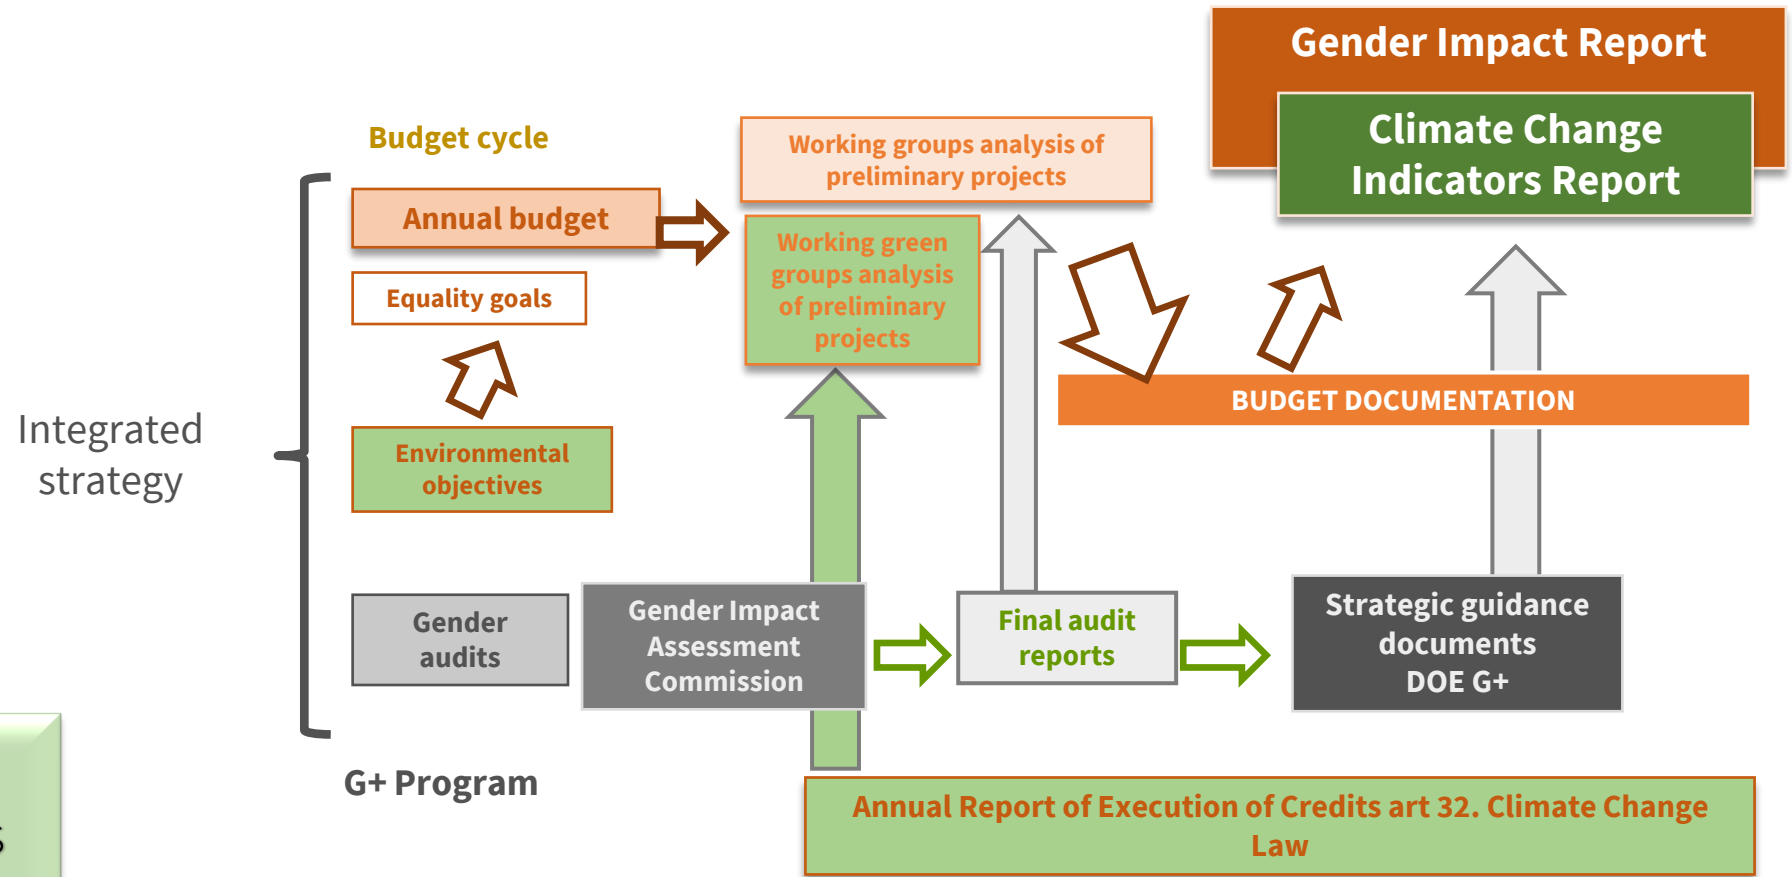 Gender Impact Report
Climate Change
Indicators Report
Budget cycle
Working groups analysis of
preliminary projects
Annual budget
Working green
groups analysis
of preliminary
projects
Equality goals
BUDGET DOCUMENTATION
Integrated
strategy
Environmental
objectives
Gender
audits
Gender Impact
Assessment
Commission
Final audit
reports
Strategic guidance
documents
DOE G+
G+ Program
Annual Report of Execution of Credits art 32. Climate Change
Law